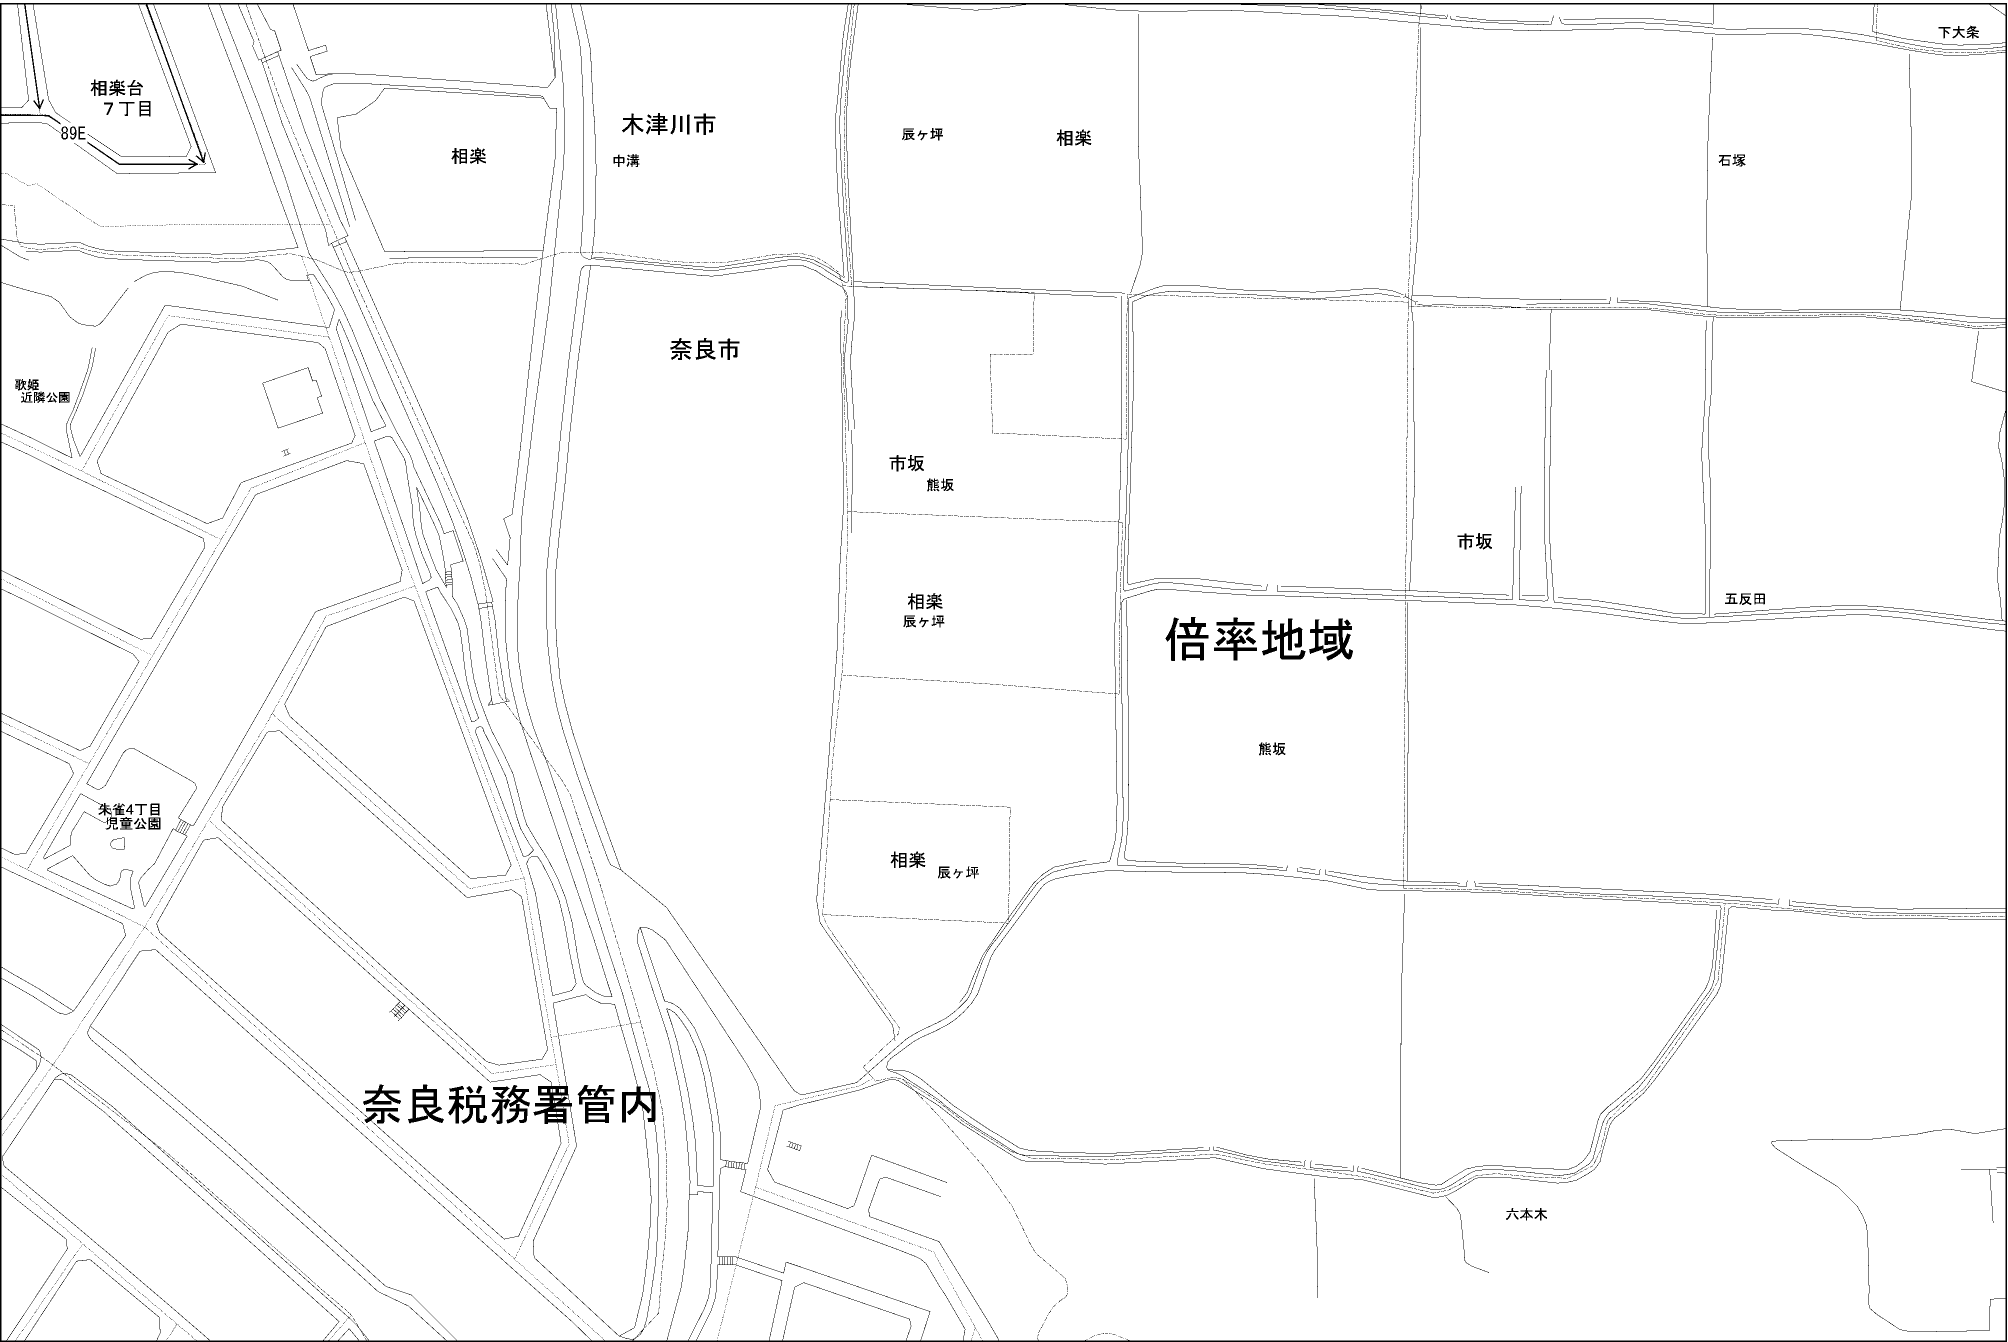 下大条
相楽台
７丁目
89E
木津川市
中溝
相楽
辰ヶ坪
相楽
石塚
奈良市
歌姫
近隣公園
市坂
熊坂
市坂
相楽
辰ヶ坪
五反田
倍率地域
熊坂
朱雀4丁目
児童公園
相楽
辰ヶ坪
奈良税務署管内
六本木